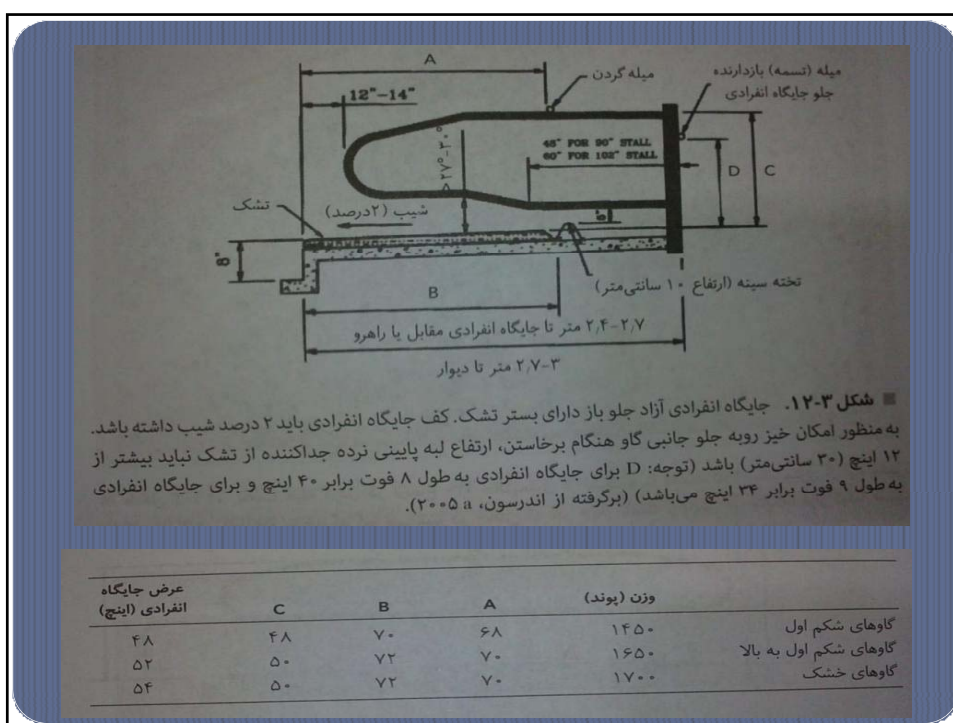 A
میله گردن
میله (تسمه) بازدارنده
جلو جایگاه انفرادی
12"-14"
48" FOR 90" STALL
60" FOR 102" STALL
D
C
تشک
شیب (۲درصد)
6"
8"
B
تخته سینه (ارتفاع ۱۰ سانتی‌متر)
۲٫۴-۲٫۷ متر تا جایگاه انفرادی مقابل یا راهرو
۲٫۷-۳ متر تا دیوار
■ شکل ۳-۱۲. جایگاه انفرادی آزاد جلو باز دارای بستر تشک. کف جایگاه انفرادی باید ۲ درصد شیب داشته باشد.
به منظور امکان خیز روبه جلو جانبی گاو هنگام برخاستن، ارتفاع لبه پایینی نرده جداکننده از تشک نباید بیشتر از
۱۲ اینچ (۳۰ سانتی‌متر) باشد (توجه: D برای جایگاه انفرادی به طول ۸ فوت برابر ۴۰ اینچ و برای جایگاه انفرادی
به طول ۹ فوت برابر ۳۴ اینچ می‌باشد) (برگرفته از اندرسون، ۲۰۰۵ a).
وزن (پوند) A B C عرض جایگاه انفرادی (اینچ)
گاوهای شکم اول ۱۴۵۰ ۶۸ ۷۰ ۴۸ ۴۸
گاوهای شکم اول به بالا ۱۶۵۰ ۷۰ ۷۲ ۵۰ ۵۲
گاوهای خشک ۱۷۰۰ ۷۰ ۷۲ ۵۰ ۵۴